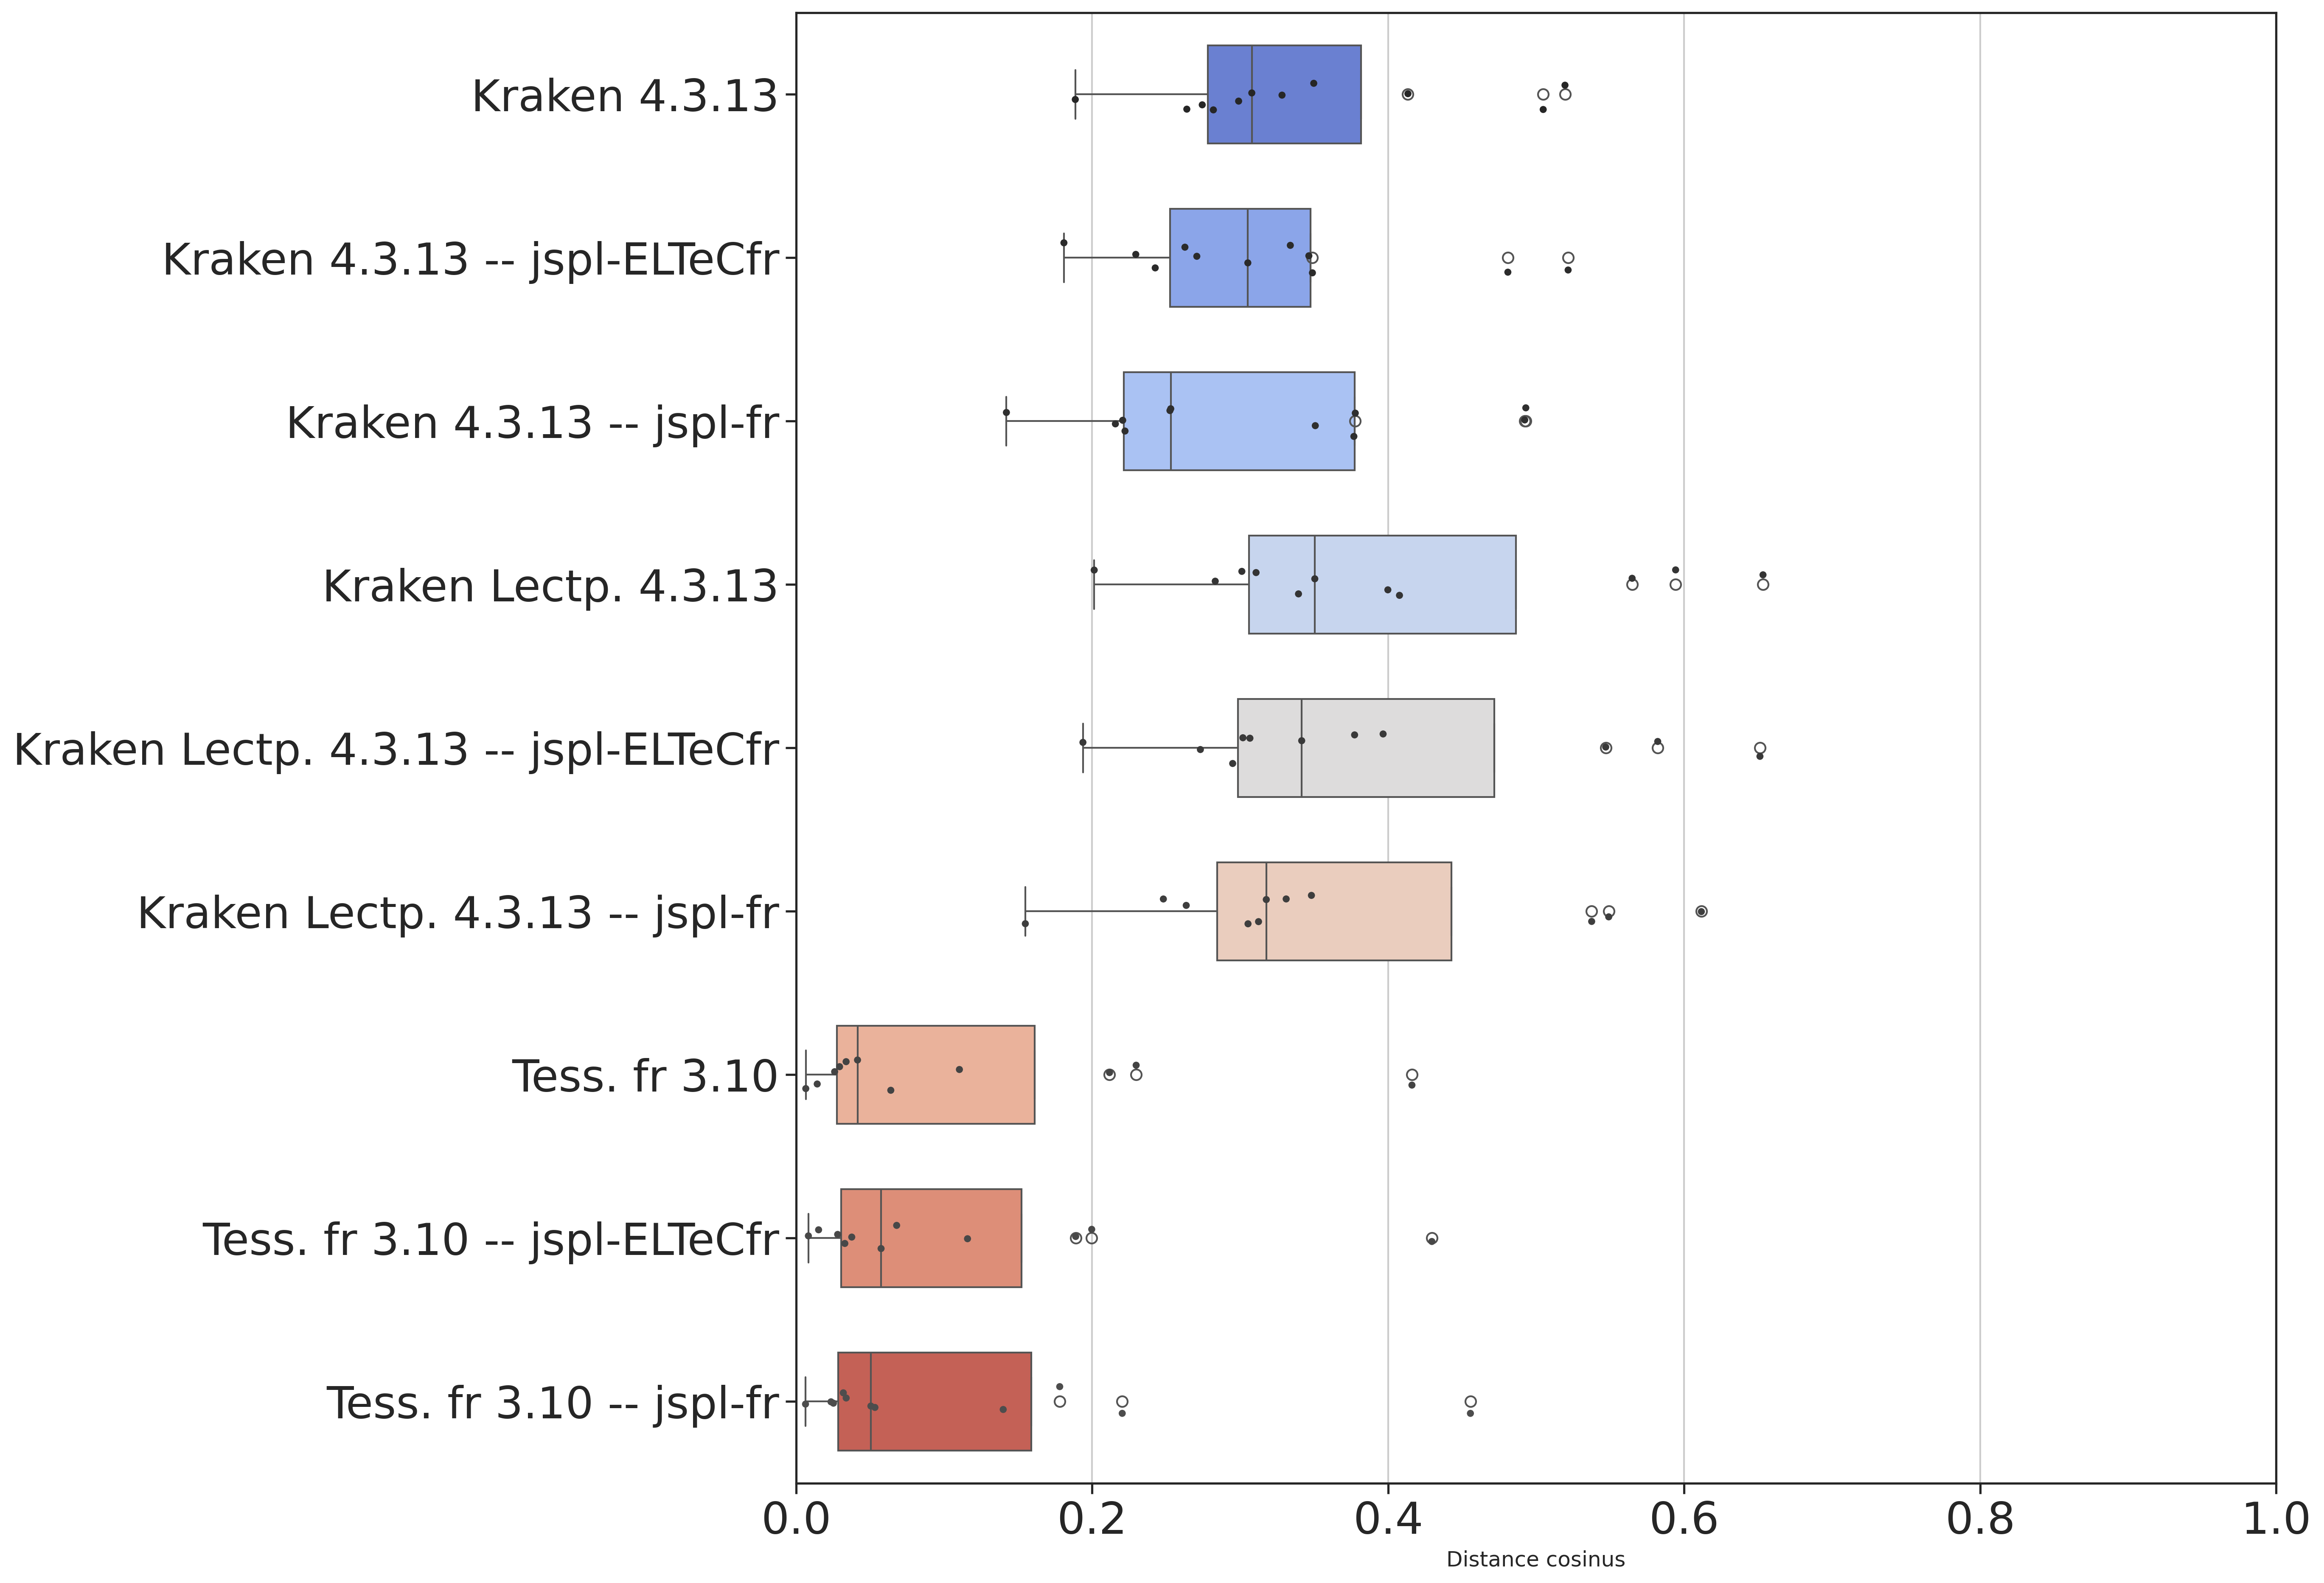 Kraken 4.3.13
Kraken 4.3.13 -- jspl-ELTeCfr
Kraken 4.3.13 -- jspl-fr
Kraken Lectp. 4.3.13
Kraken Lectp. 4.3.13 -- jspl-ELTeCfr
Kraken Lectp. 4.3.13 -- jspl-fr
Tess. fr 3.10
Tess. fr 3.10 -- jspl-ELTeCfr
Tess. fr 3.10 -- jspl-fr
0.0 0.2 0.4 0.6 0.8 1.0
Distance cosinus